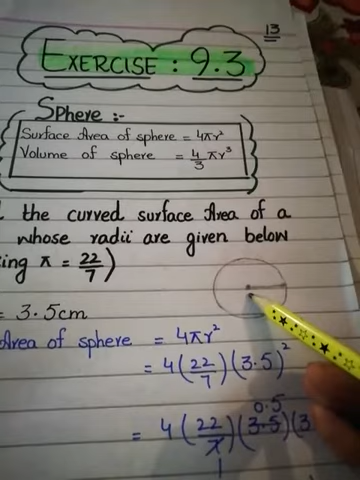 13
EXERCISE : 9.3
Sphere :-
Surface Area of sphere = 4πr²
Volume of sphere = 4/3 πr³
the curved surface Area of a
whose radii are given below
π = 22/7)
= 3.5cm
Area of sphere = 4πr²
= 4(22/7)(3.5)²
0.5
= 4(22/7)(3.5)(3
1